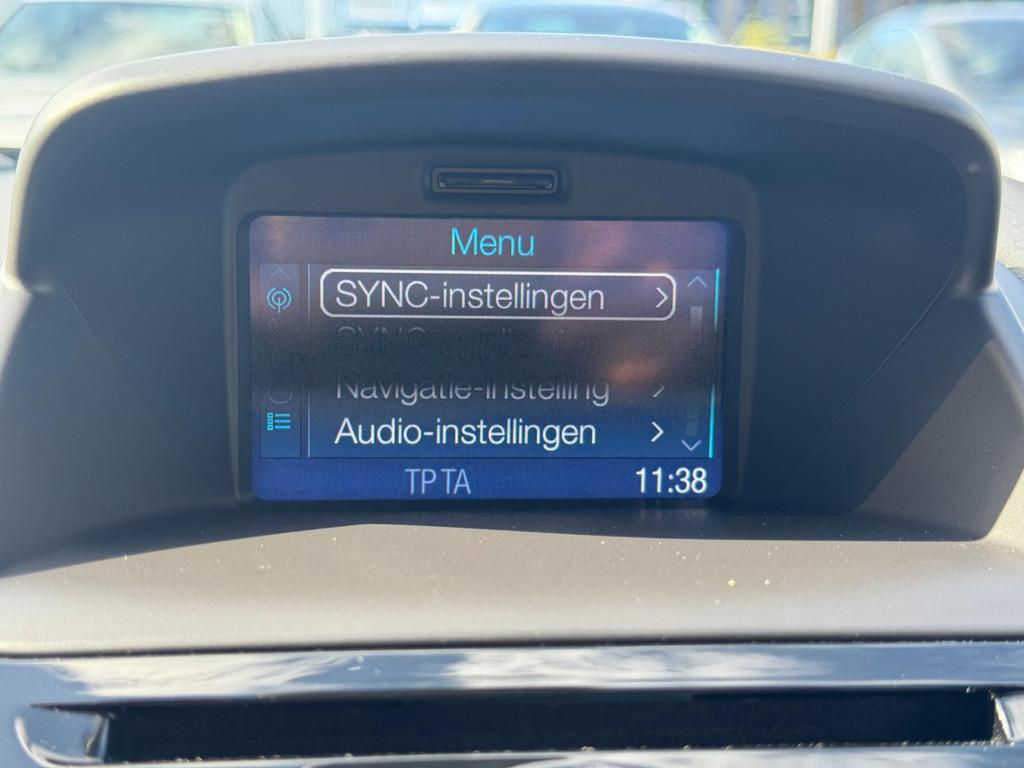 Menu
SYNC-instellingen
Navigatie-instelling
Audio-instellingen
TP TA
11:38